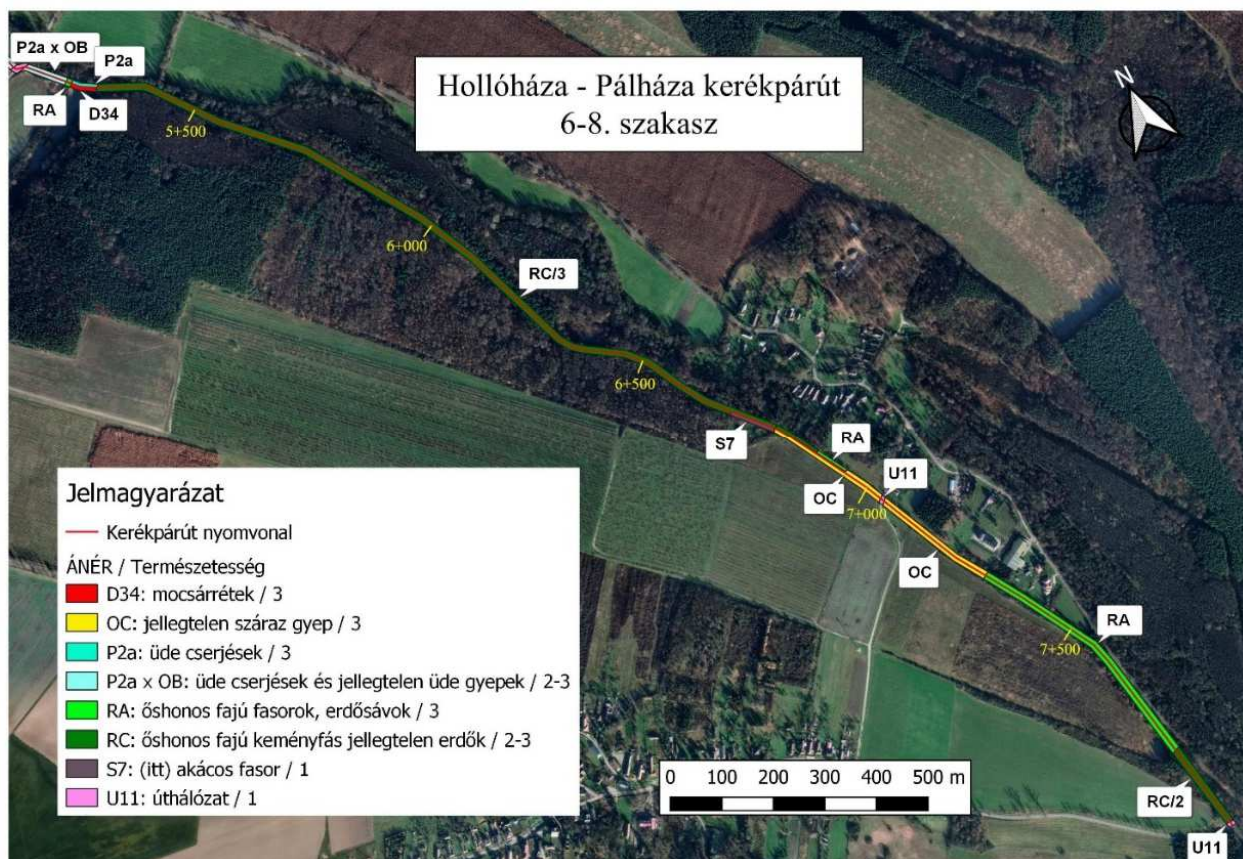 Hollóháza - Pálháza kerékpárút
6-8. szakasz
N
P2a x OB
P2a
RA
D34
5+500
6+000
RC/3
6+500
S7
RA
U11
OC
7+000
OC
RA
7+500
RC/2
U11
Jelmagyarázat
Kerékpárút nyomvonal
ÁNÉR / Természetesség
D34: mocsárrétek / 3
OC: jellegtelen száraz gyep / 3
P2a: üde cserjések / 3
P2a x OB: üde cserjések és jellegtelen üde gyepek / 2-3
RA: őshonos fajú fasorok, erdősávok / 3
RC: őshonos fajú keményfás jellegtelen erdők / 2-3
S7: (itt) akácos fasor / 1
U11: úthálózat / 1
0 100 200 300 400 500 m